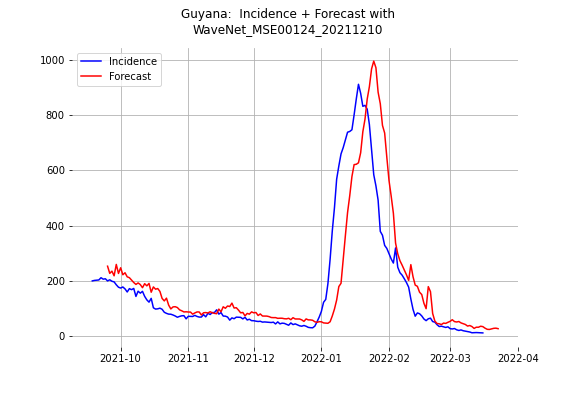 Guyana:  Incidence + Forecast with
WaveNet_MSE00124_20211210
Incidence
Forecast
1000
800
600
400
200
0
2021-10 2021-11 2021-12 2022-01 2022-02 2022-03 2022-04